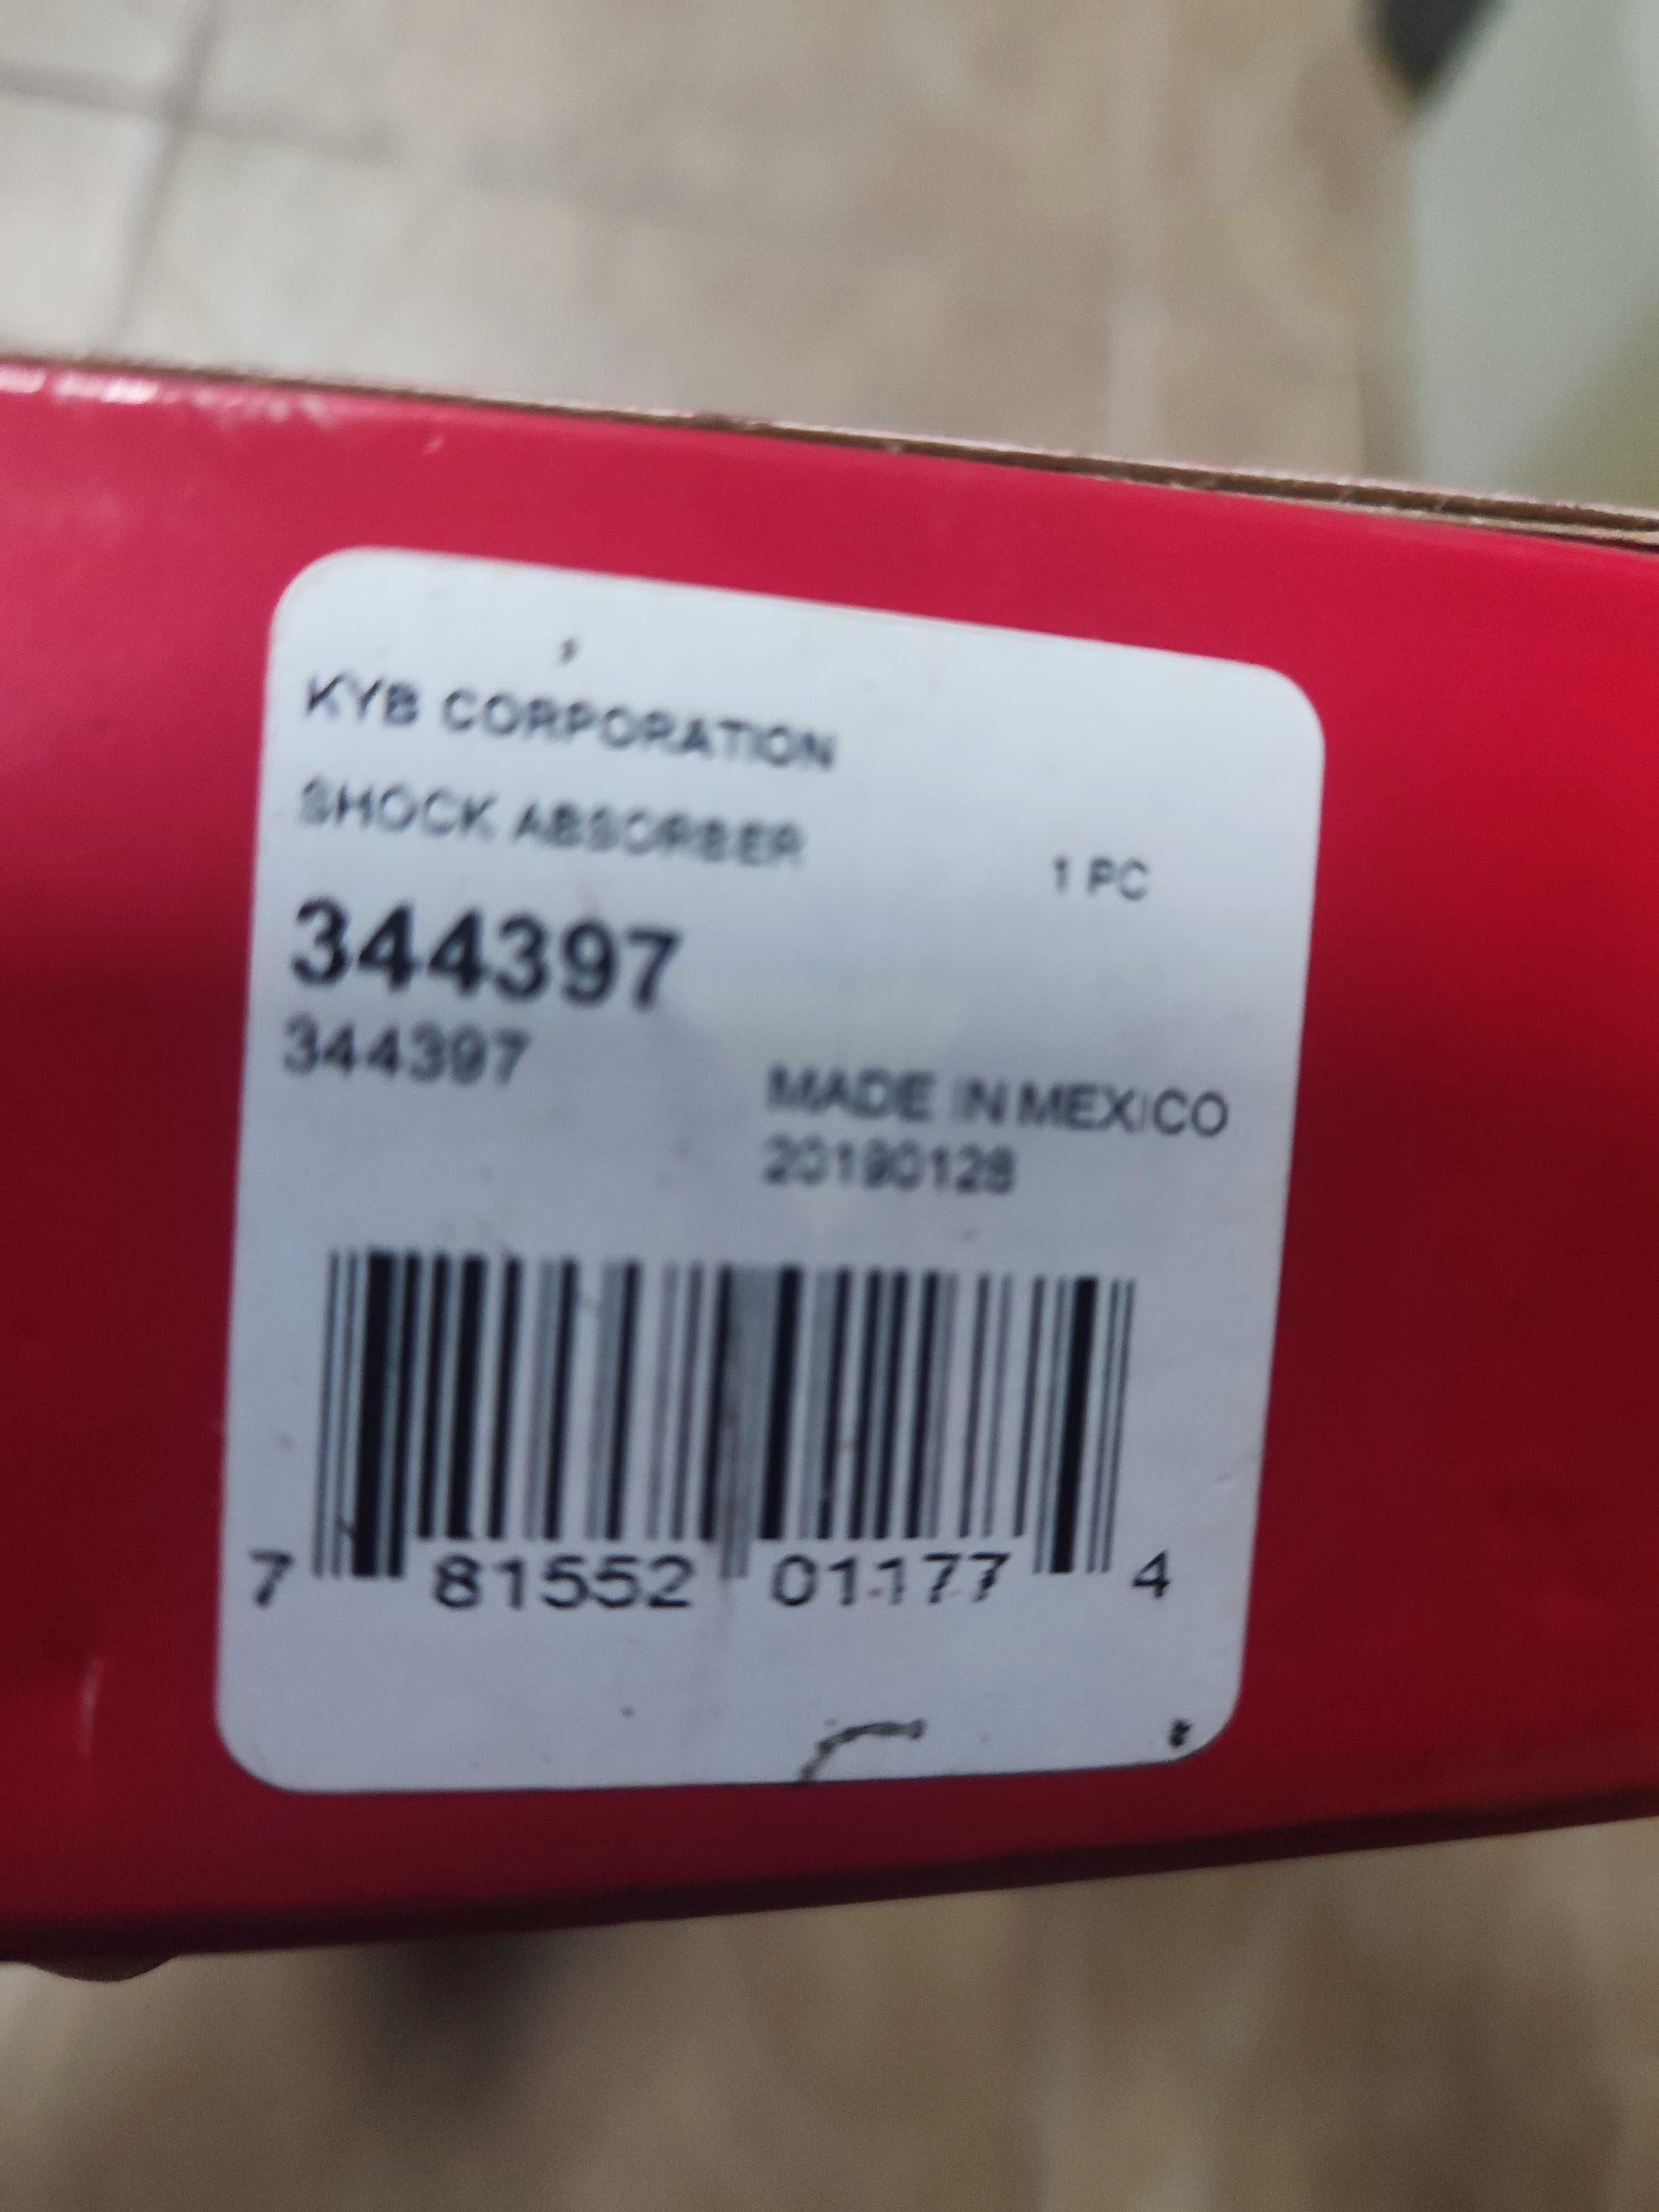 KYB CORPORATION
SHOCK ABSORBER
1 PC
344397
344397
MADE IN MEXICO
20190128
7 81552 01177 4